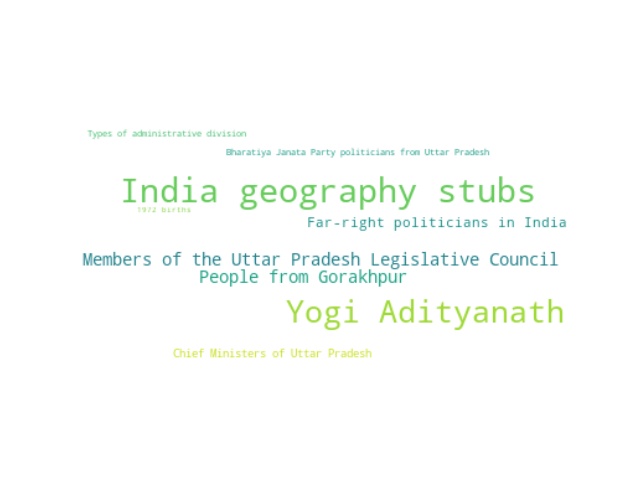 Types of administrative division
Bharatiya Janata Party politicians from Uttar Pradesh
India geography stubs
1972 births
Far-right politicians in India
Members of the Uttar Pradesh Legislative Council
People from Gorakhpur
Yogi Adityanath
Chief Ministers of Uttar Pradesh